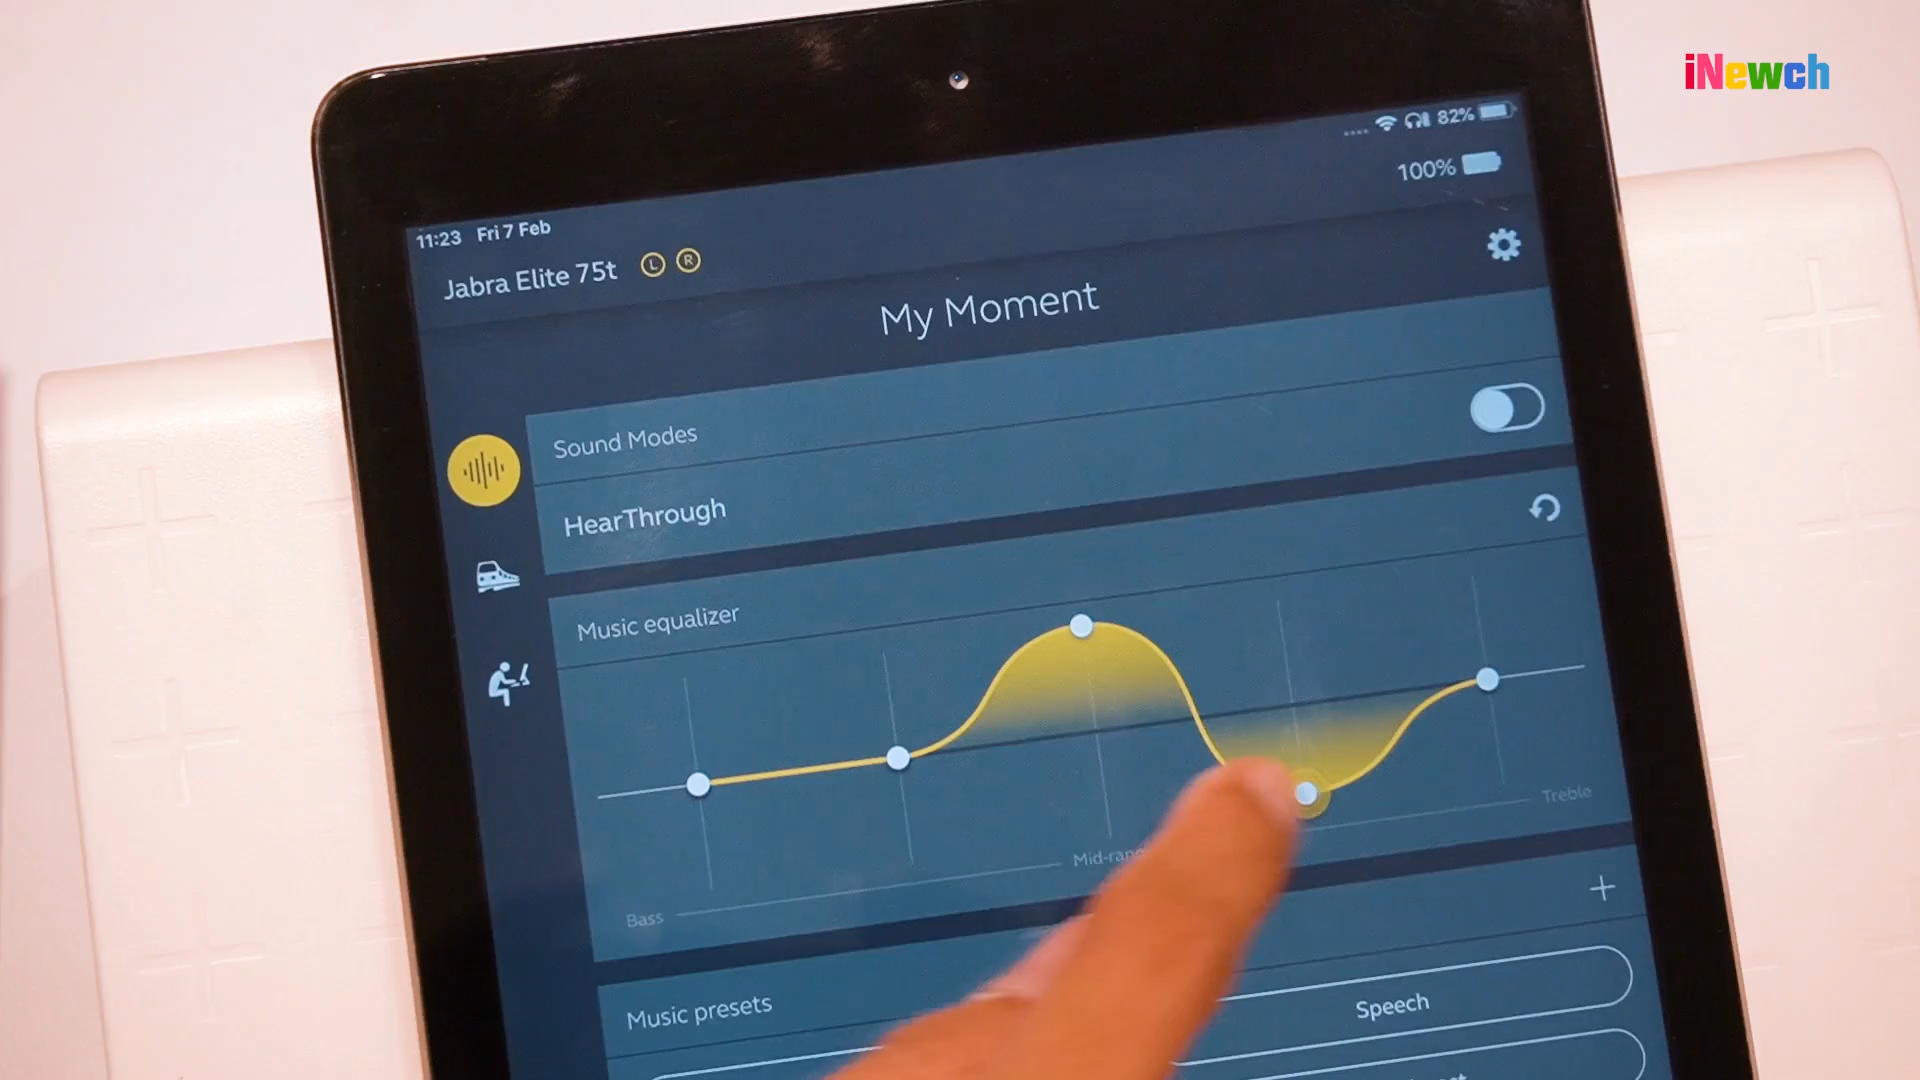 iNewch
82%
100%
11:23 Fri 7 Feb
Jabra Elite 75t L R
My Moment
Sound Modes
HearThrough
Music equalizer
Treble
Bass
Music presets
Speech